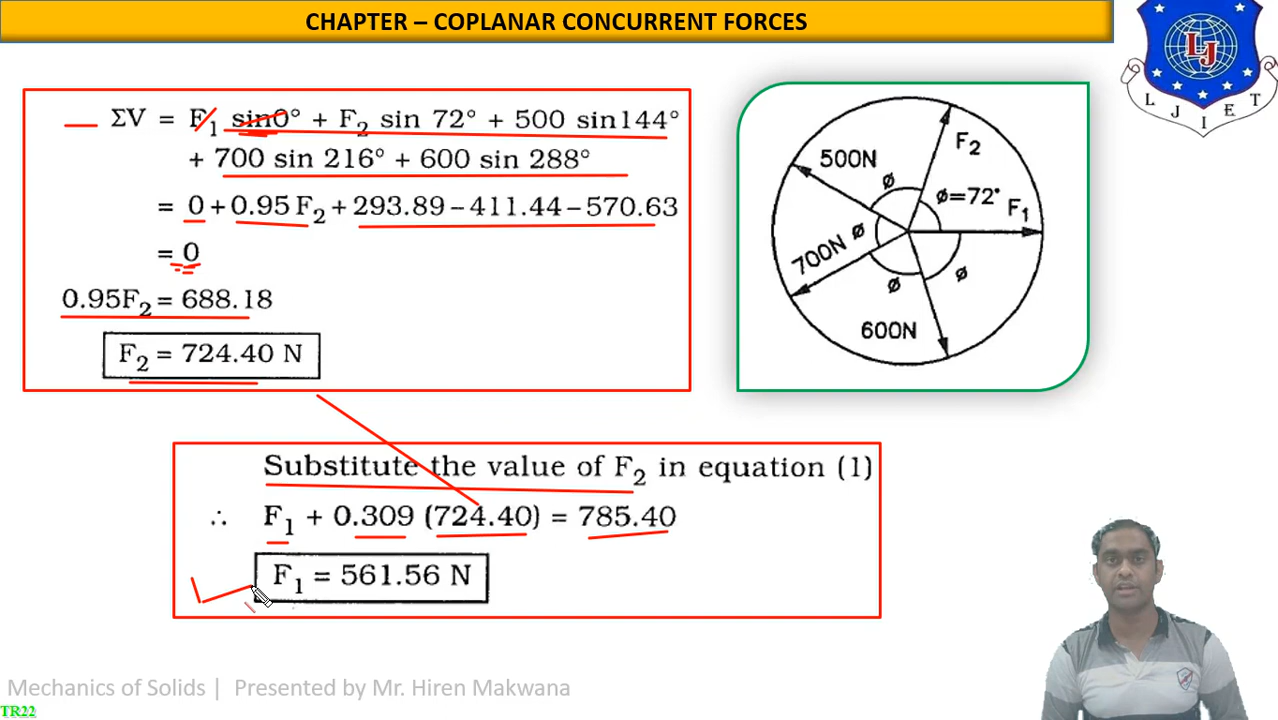 CHAPTER – COPLANAR CONCURRENT FORCES
LJ
L J I E T
ΣV = F₁ sin0° + F₂ sin 72° + 500 sin144°
+ 700 sin 216° + 600 sin 288°
= 0 + 0.95 F₂ + 293.89 – 411.44 – 570.63
= 0
0.95F₂ = 688.18
F₂ = 724.40 N
500N
F₂
ø
ø=72°
F₁
700N
ø
ø
ø
600N
Substitute the value of F₂ in equation (1)
∴ F₁ + 0.309 (724.40) = 785.40
F₁ = 561.56 N
Mechanics of Solids | Presented by Mr. Hiren Makwana
TR22